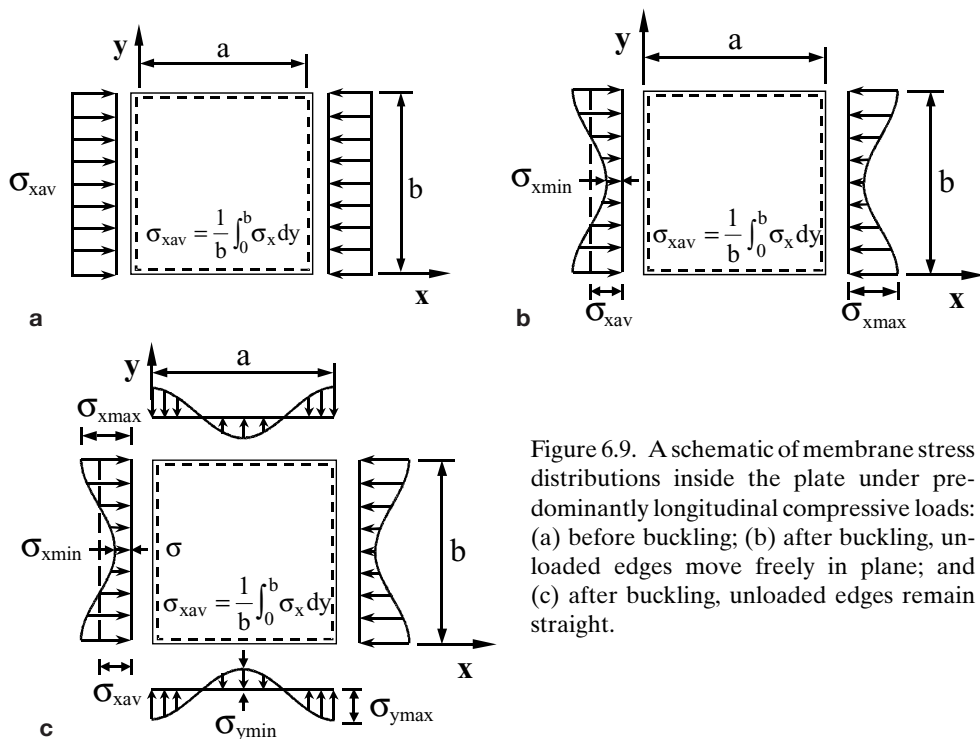 y
a
σxav
b
σxav = 1/b ∫₀ᵇ σx dy
x
a
y
a
σxmin
b
σxav = 1/b ∫₀ᵇ σx dy
x
b
σxav
σxmax
y
a
σxmax
σxmin
σ
b
σxav = 1/b ∫₀ᵇ σx dy
x
σxav
σymin
σymax
c
Figure 6.9. A schematic of membrane stress
distributions inside the plate under pre-
dominantly longitudinal compressive loads:
(a) before buckling; (b) after buckling, un-
loaded edges move freely in plane; and
(c) after buckling, unloaded edges remain
straight.